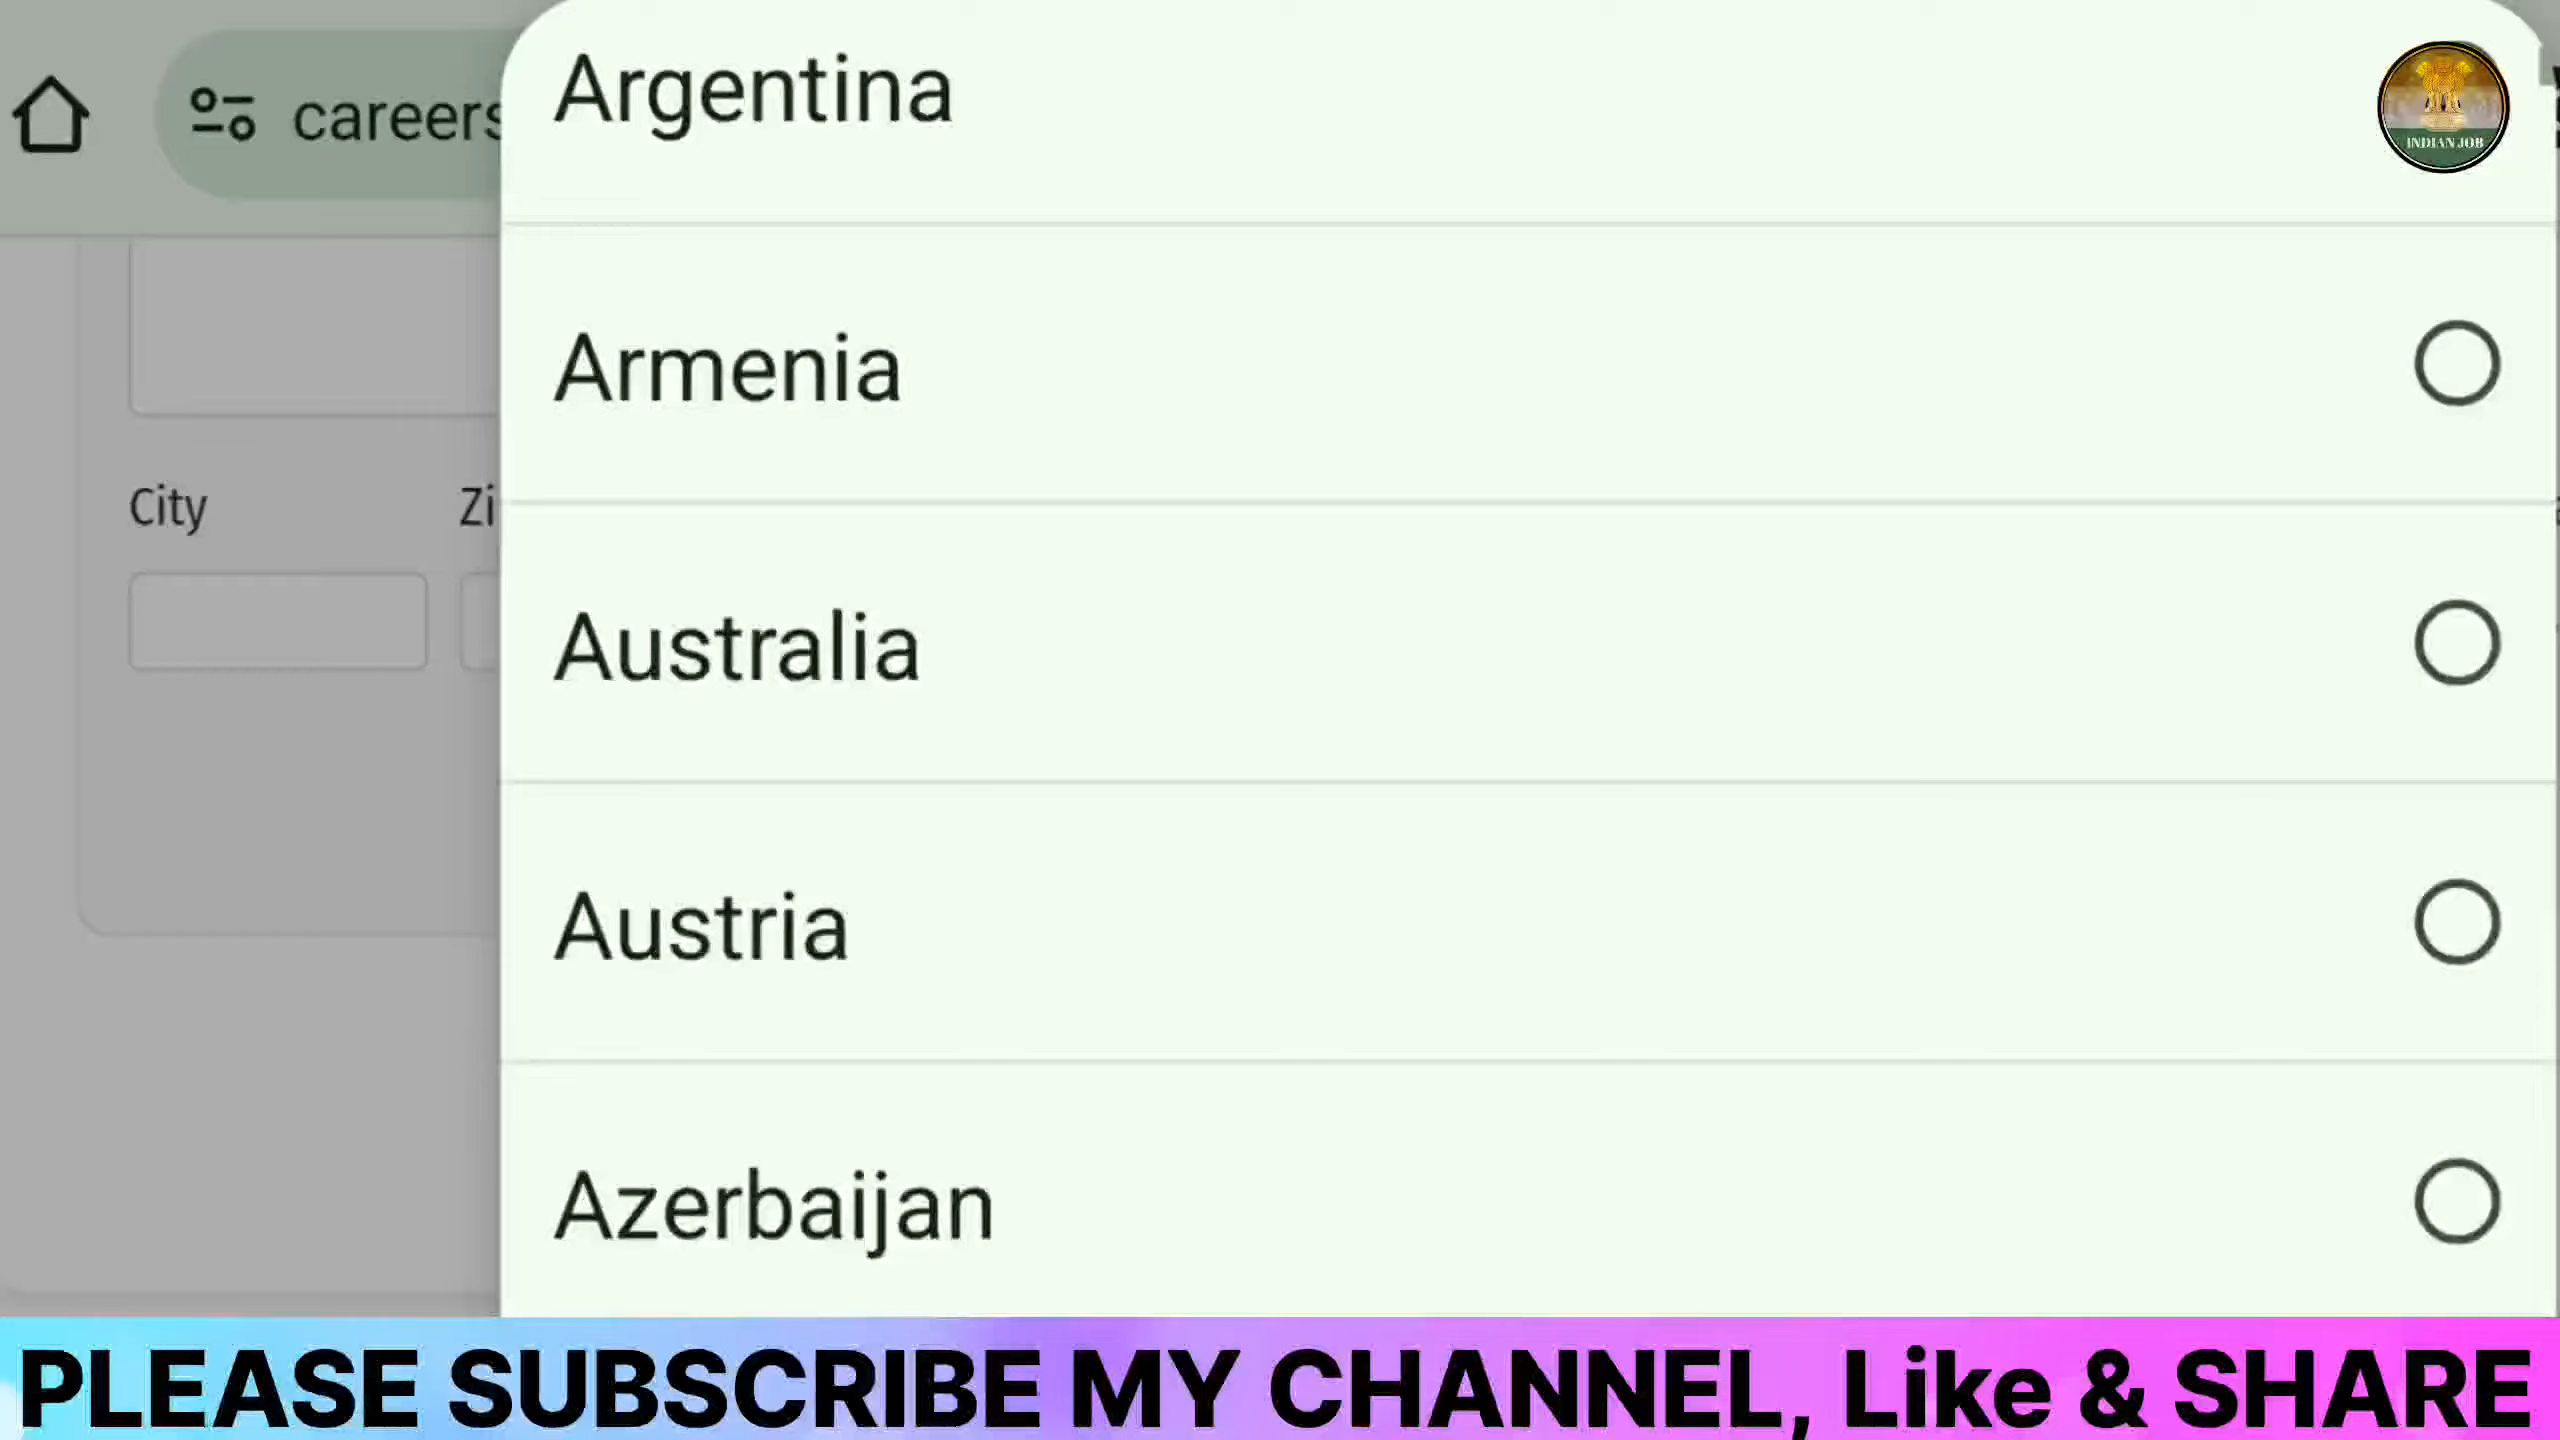 careers
Argentina
INDIAN JOB
Armenia
City
Zi
Australia
Austria
Azerbaijan
PLEASE SUBSCRIBE MY CHANNEL, Like & SHARE